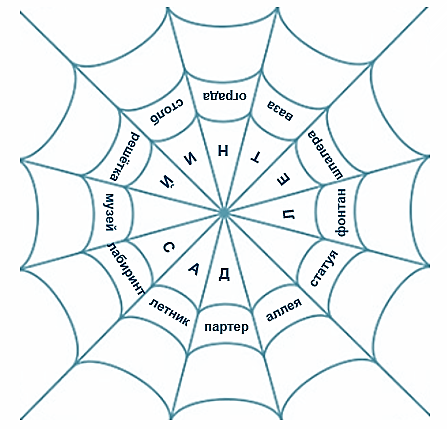 ограда
ваза
шпалера
фонтан
статуя
аллея
партер
летник
лабиринт
музей
решётка
столб
Л Е Т Н И Й
С А Д